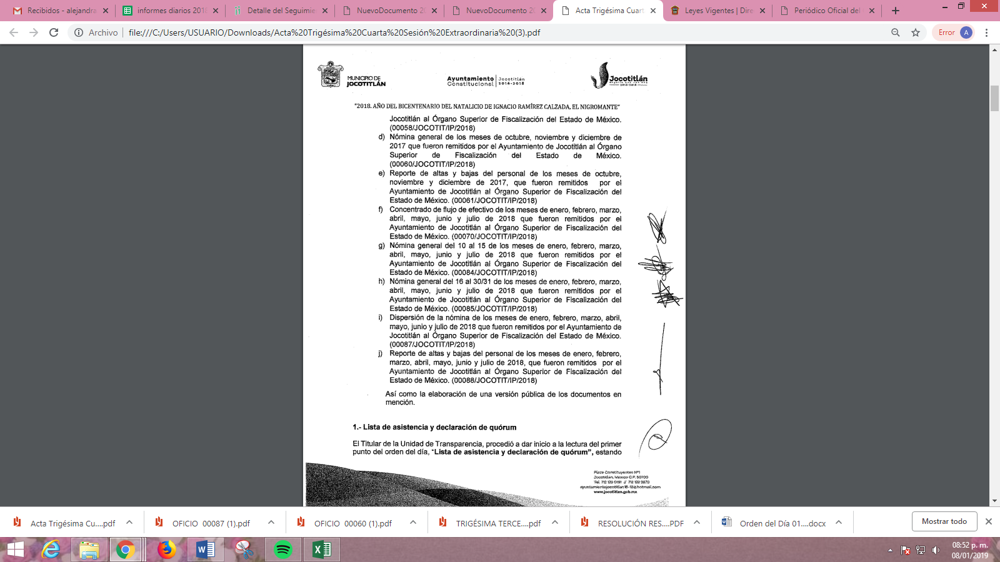 Recibidos - alejandra
informes diarios 2018
Detalle del Seguimie
NuevoDocumento 20
NuevoDocumento 20
Acta Trigésima Cuart
Leyes Vigentes | Dire
Periódico Oficial del
Archivo
file:///C:/Users/USUARIO/Downloads/Acta%20Trigésima%20Cuarta%20Sesión%20Extraordinaria%20(3).pdf
Error
A
MUNICIPIO DE
JOCOTITLÁN
Ayuntamiento
Constitucional
Jocotitlán
2016-2018
Jocotitlán
2016-2018
"2018. AÑO DEL BICENTENARIO DEL NATALICIO DE IGNACIO RAMÍREZ CALZADA, EL NIGROMANTE"
Jocotitlán al Órgano Superior de Fiscalización del Estado de México.
(00058/JOCOTIT/IP/2018)
d) Nómina general de los meses de octubre, noviembre y diciembre de
2017 que fueron remitidos por el Ayuntamiento de Jocotitlán al Órgano
Superior de Fiscalización del Estado de México.
(00060/JOCOTIT/IP/2018)
e) Reporte de altas y bajas del personal de los meses de octubre,
noviembre y diciembre de 2017, que fueron remitidos por el
Ayuntamiento de Jocotitlán al Órgano Superior de Fiscalización del
Estado de México. (00061/JOCOTIT/IP/2018)
f) Concentrado de flujo de efectivo de los meses de enero, febrero, marzo,
abril, mayo, junio y julio de 2018 que fueron remitidos por el
Ayuntamiento de Jocotitlán al Órgano Superior de Fiscalización del
Estado de México. (00070/JOCOTIT/IP/2018)
g) Nómina general del 10 al 15 de los meses de enero, febrero, marzo,
abril, mayo, junio y julio de 2018 que fueron remitidos por el
Ayuntamiento de Jocotitlán al Órgano Superior de Fiscalización del
Estado de México. (00084/JOCOTIT/IP/2018)
h) Nómina general del 16 al 30/31 de los meses de enero, febrero, marzo,
abril, mayo, junio y julio de 2018 que fueron remitidos por el
Ayuntamiento de Jocotitlán al Órgano Superior de Fiscalización del
Estado de México. (00085/JOCOTIT/IP/2018)
i) Dispersión de la nómina de los meses de enero, febrero, marzo, abril,
mayo, junio y julio de 2018 que fueron remitidos por el Ayuntamiento de
Jocotitlán al Órgano Superior de Fiscalización del Estado de México.
(00087/JOCOTIT/IP/2018)
j) Reporte de altas y bajas del personal de los meses de enero, febrero,
marzo, abril, mayo, junio y julio de 2018, que fueron remitidos por el
Ayuntamiento de Jocotitlán al Órgano Superior de Fiscalización del
Estado de México. (00088/JOCOTIT/IP/2018)
Así como la elaboración de una versión pública de los documentos en
mención.
1.- Lista de asistencia y declaración de quórum
El Titular de la Unidad de Transparencia, procedió a dar inicio a la lectura del primer
punto del orden del día, "Lista de asistencia y declaración de quórum", estando
Plaza Constituyentes Nº1
Jocotitlán, México C.P. 50700
ayuntamientojocotitlan16-18@hotmail.com
www.jocotitlan.gob.mx
Acta Trigésima Cu....pdf
OFICIO 00087 (1).pdf
OFICIO 00060 (1).pdf
TRIGÉSIMA TERCE....pdf
RESOLUCIÓN RES....PDF
Orden del Día 01....docx
Mostrar todo
08:52 p. m.
08/01/2019